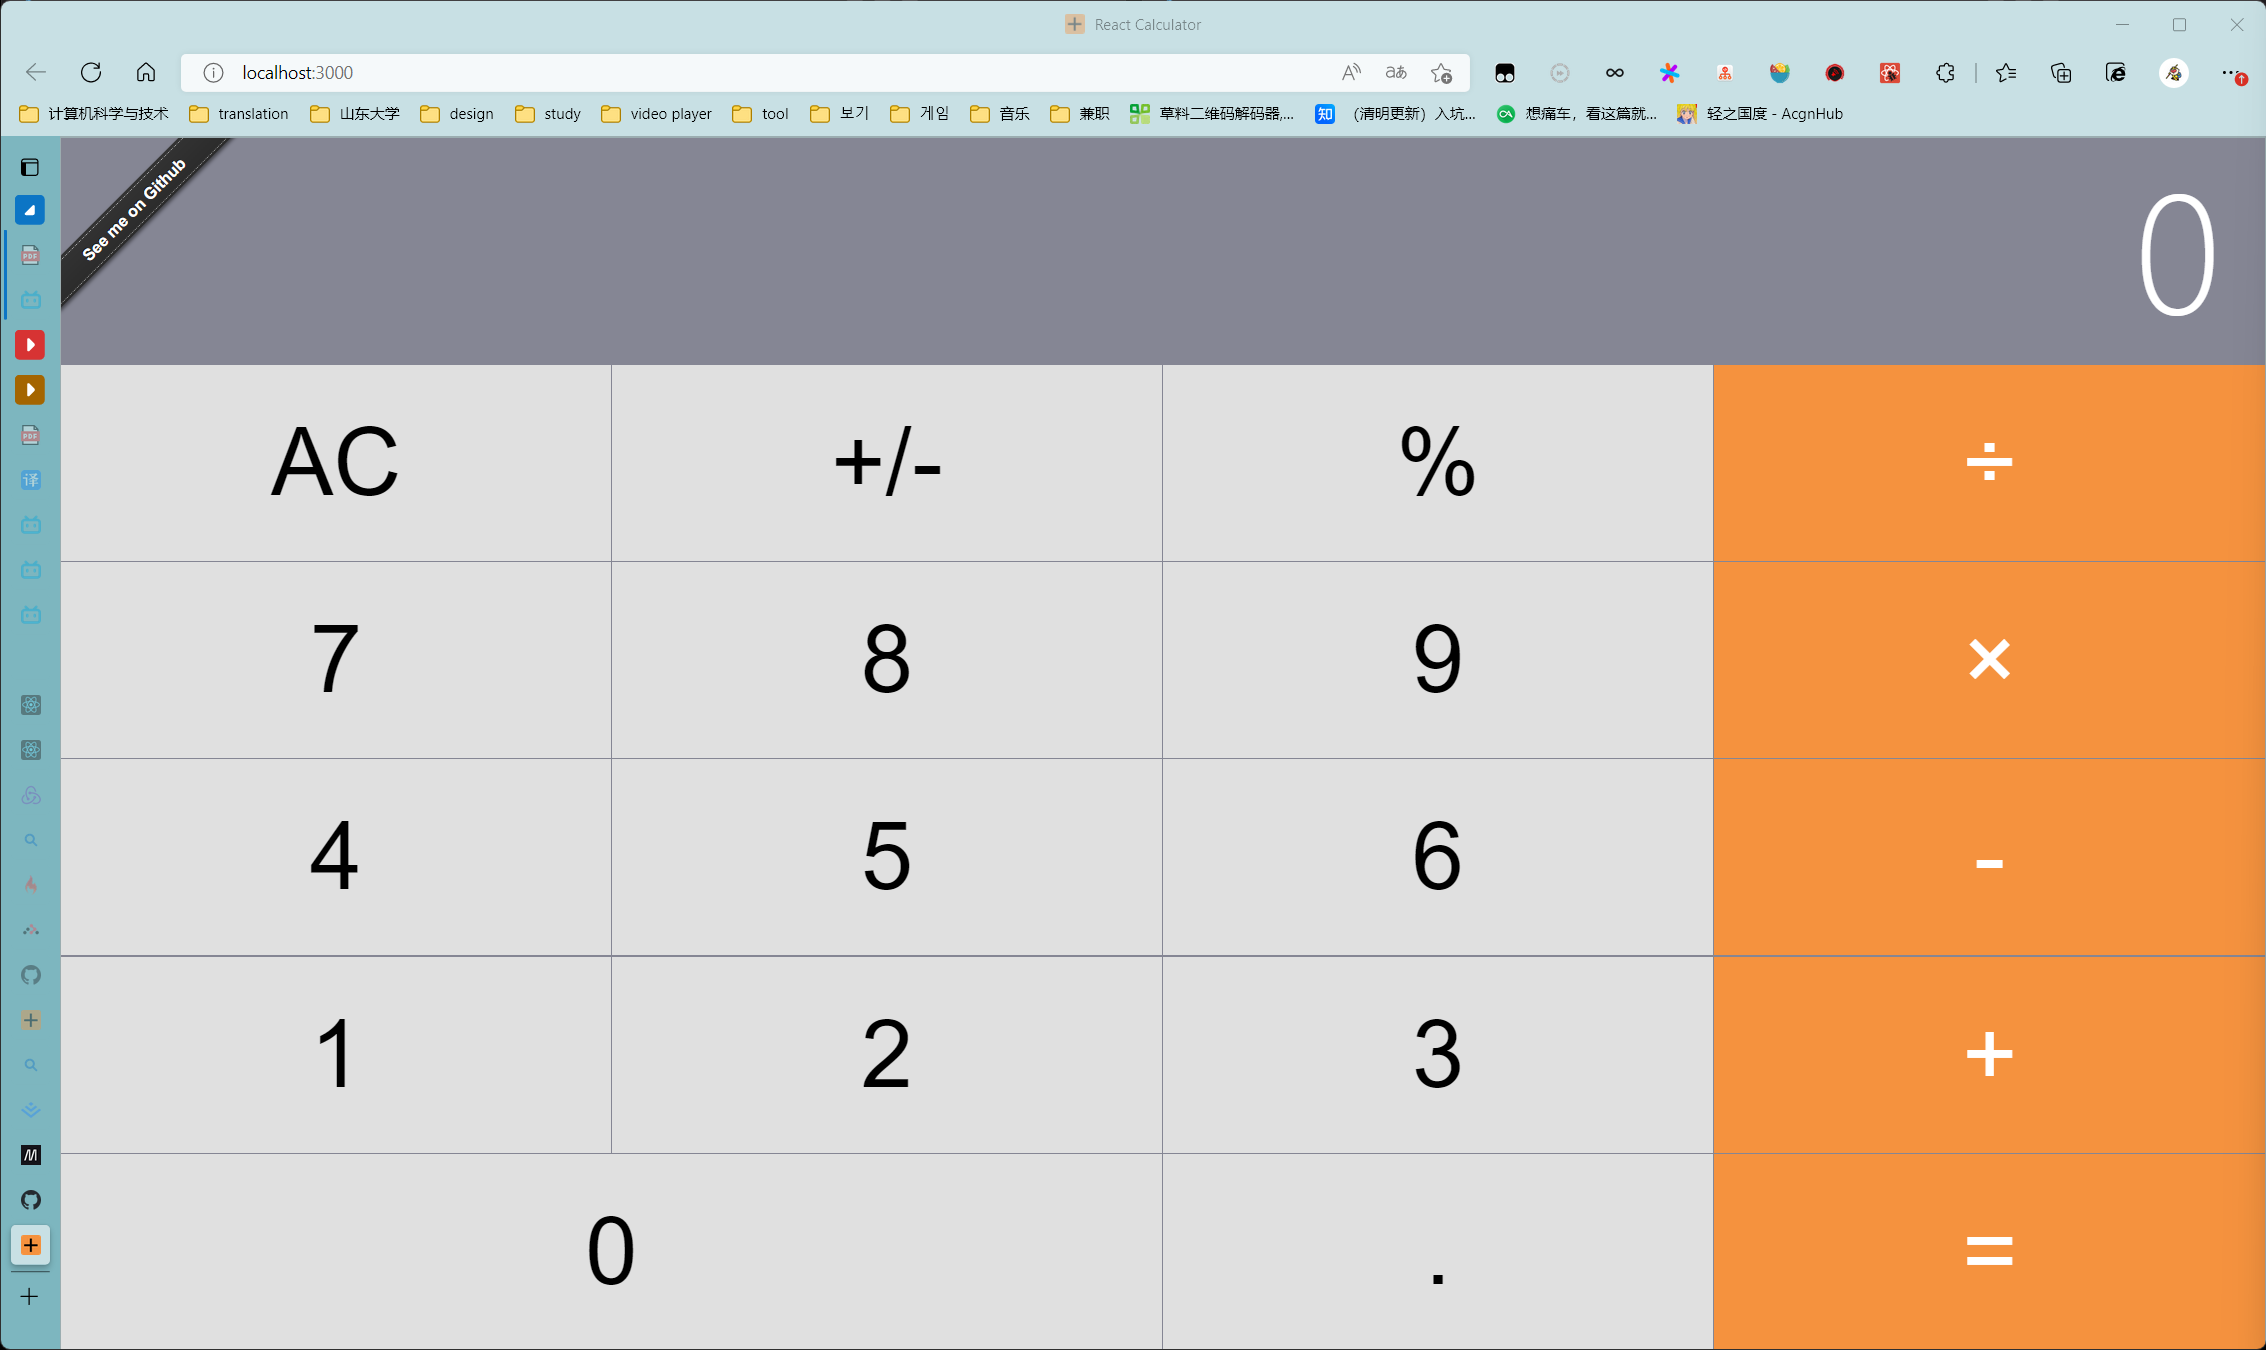 React Calculator
localhost:3000
计算机科学与技术 translation 山东大学 design study video player tool 보기 게임 音乐 兼职 草料二维码解码器,... 知 (清明更新) 入坑... 想痛车，看这篇就... 轻之国度 - AcgnHub
See me on Github
0
AC +/- % ÷
7 8 9 ×
4 5 6 -
1 2 3 +
0 . =